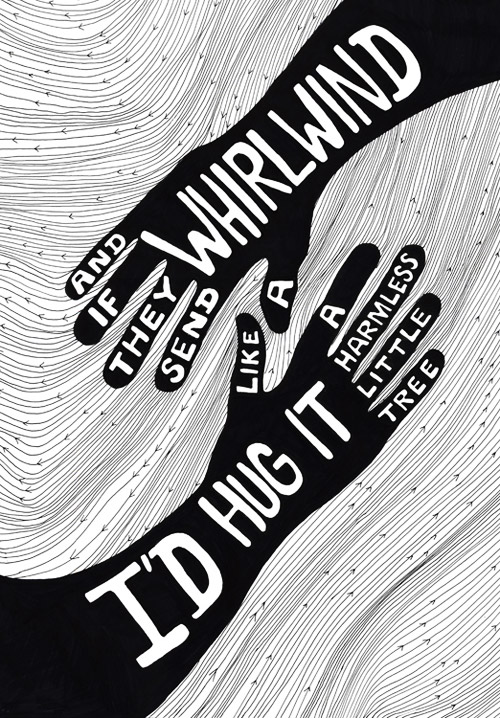 AND
IF
THEY
SEND
A
WHIRLWIND
I'D
HUG
IT
LIKE
A
HARMLESS
LITTLE
TREE